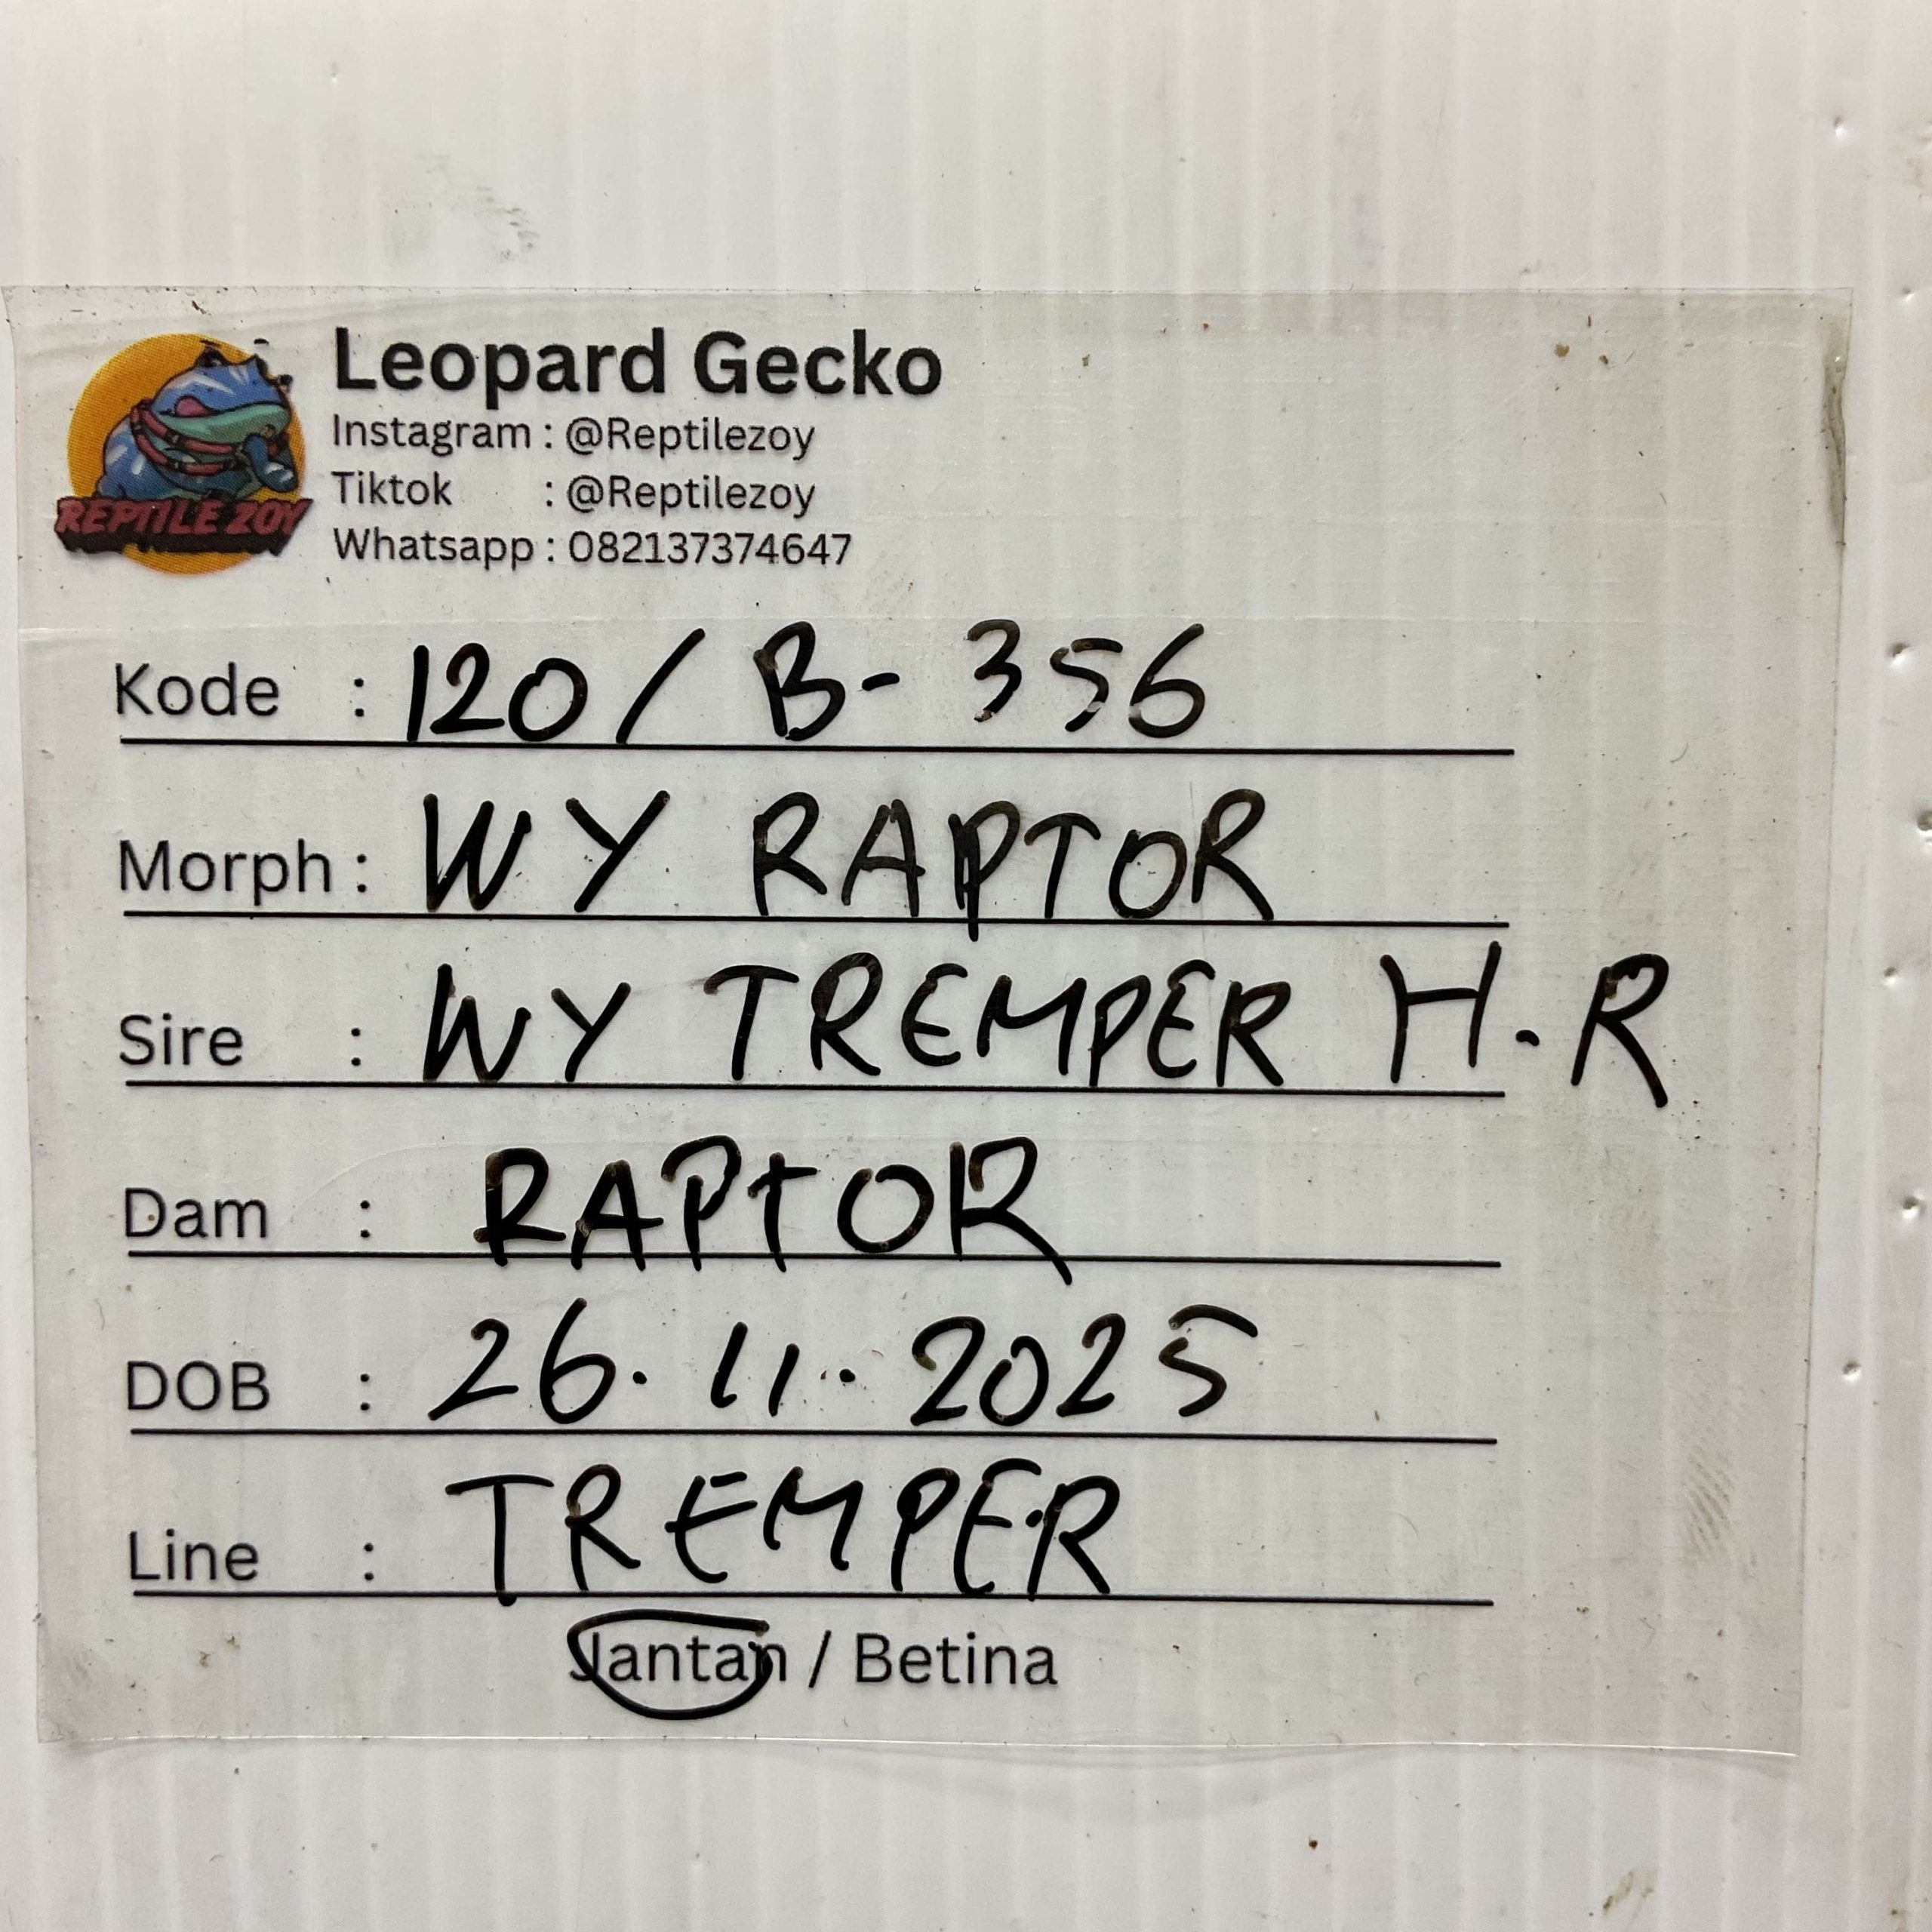 REPTILE ZOY
Leopard Gecko
Instagram : @Reptilezoy
Tiktok : @Reptilezoy
Whatsapp : 082137374647
Kode : 120 / B- 356
Morph : WY RAPTOR
Sire : WY TREMPER H.R
Dam : RAPTOR
DOB : 26.11.2025
Line : TREMPER
Jantan / Betina